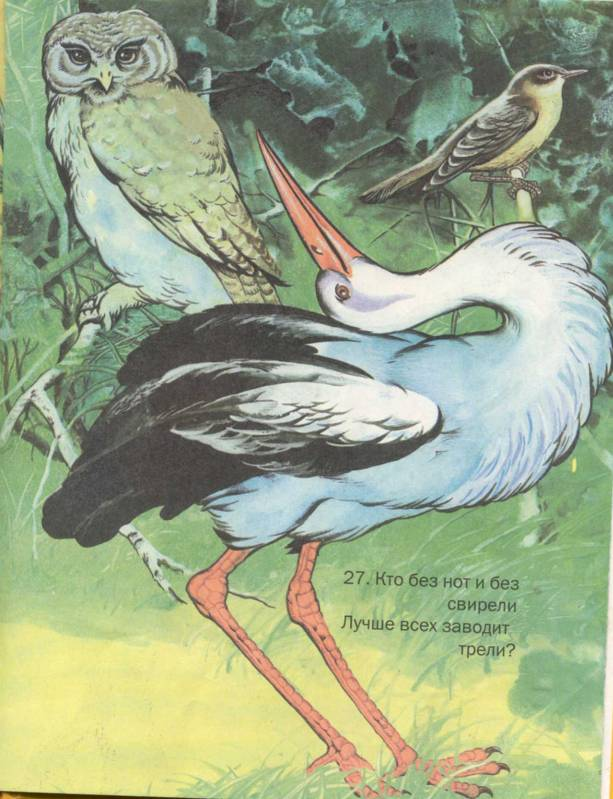 27. Кто без нот и без
свирели
Лучше всех заводит
трели?